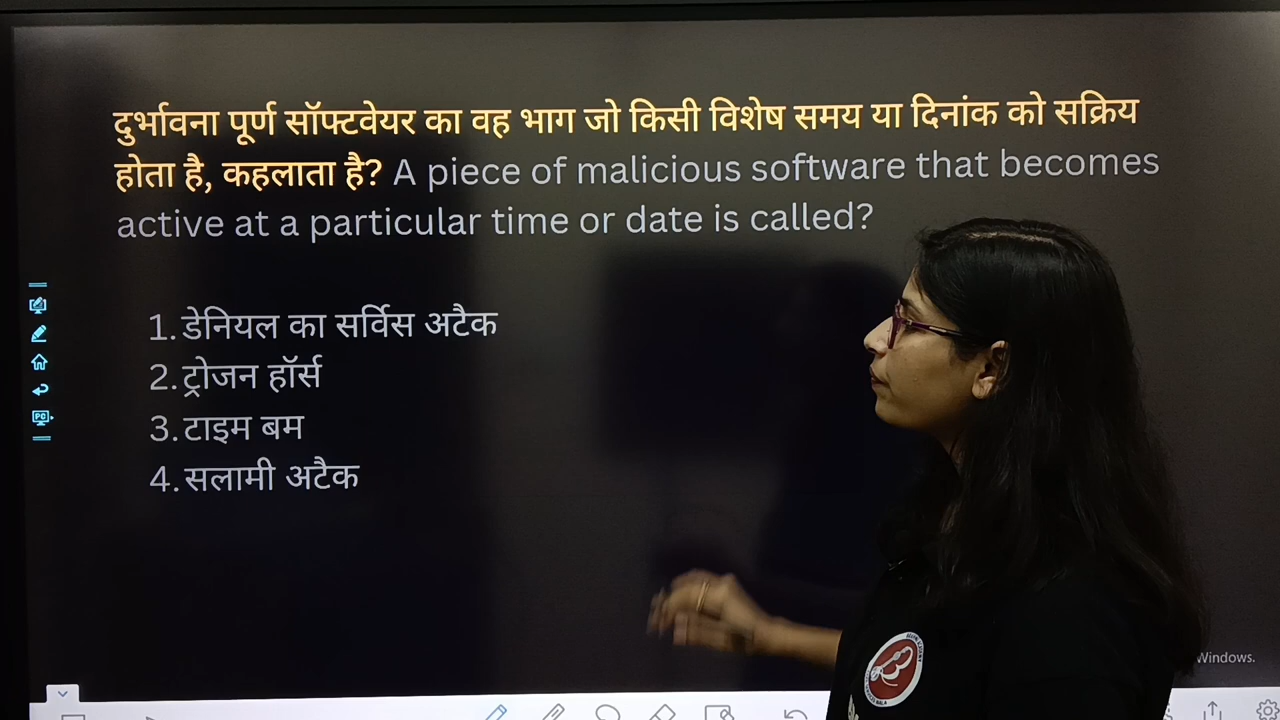 दुर्भावना पूर्ण सॉफ्टवेयर का वह भाग जो किसी विशेष समय या दिनांक को सक्रिय
होता है, कहलाता है? A piece of malicious software that becomes
active at a particular time or date is called?
1. डेनियल का सर्विस अटैक
2. ट्रोजन हॉर्स
3. टाइम बम
4. सलामी अटैक
PC
Windows.